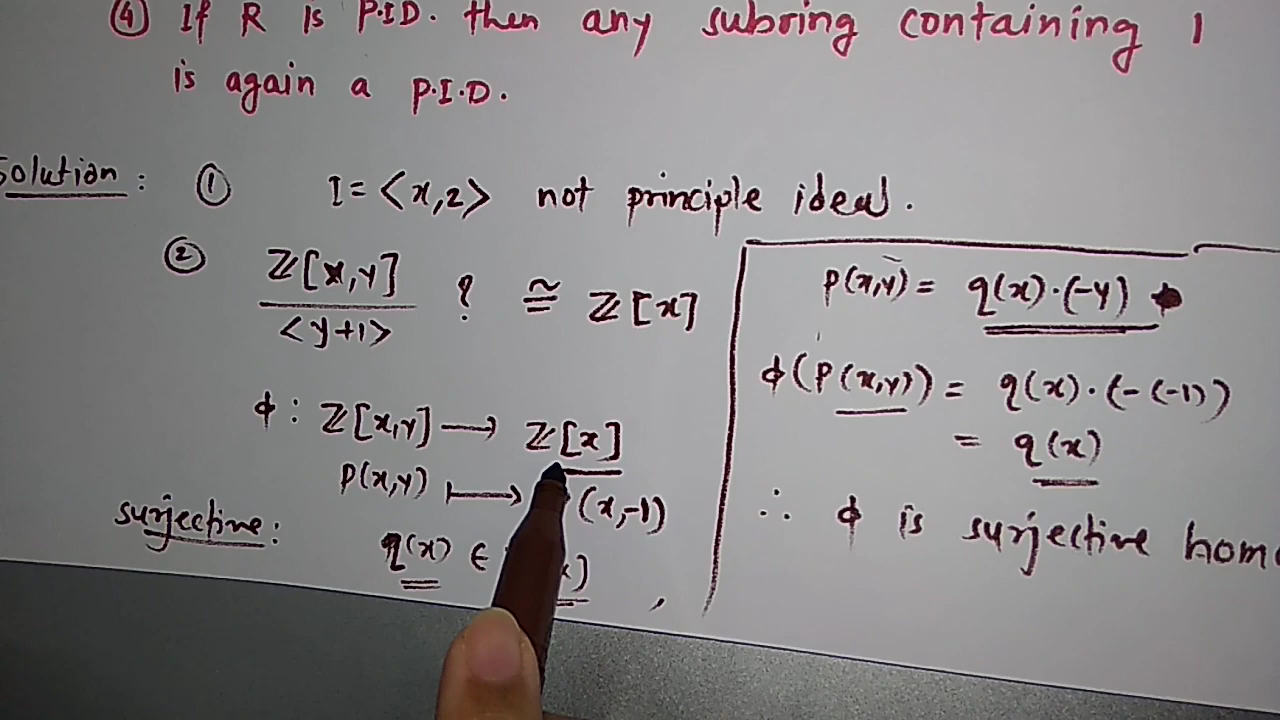 ④ If R is P.I.D. then any subring containing 1
is again a P.I.D.
Solution : ① I = <x,2> not principle ideal.
② ℤ[x,y] / <y+1> ? ≅ ℤ[x]
ϕ : ℤ[x,y] → ℤ[x]
p(x,y) ↦ (x,-1)
surjective : q(x) ∈ ,
p(x,y) = q(x)·(-y)
ϕ(p(x,y)) = q(x)·(-(-1))
= q(x)
∴ ϕ is surjective homo